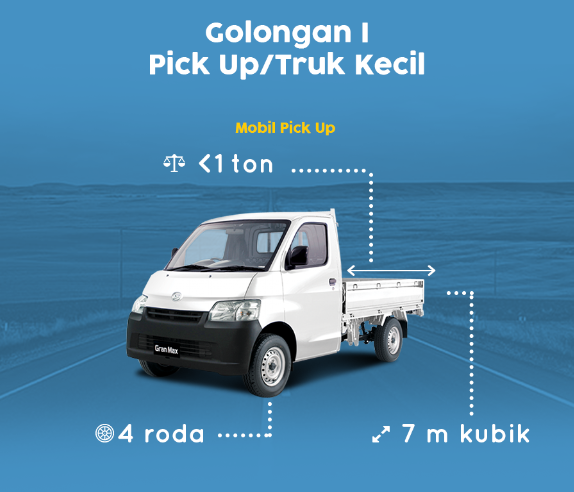 Golongan I
Pick Up/Truk Kecil
Mobil Pick Up
<1 ton
Gran Max
4 roda
7 m kubik